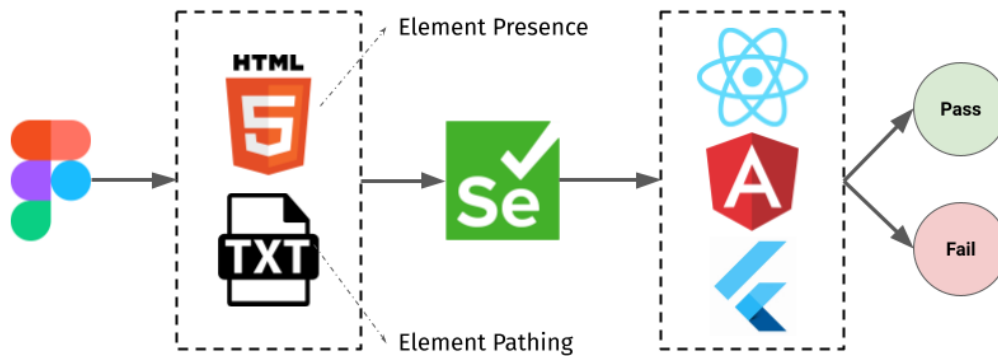 Element Presence
HTML
5
TXT
Se
A
Pass
Fail
Element Pathing